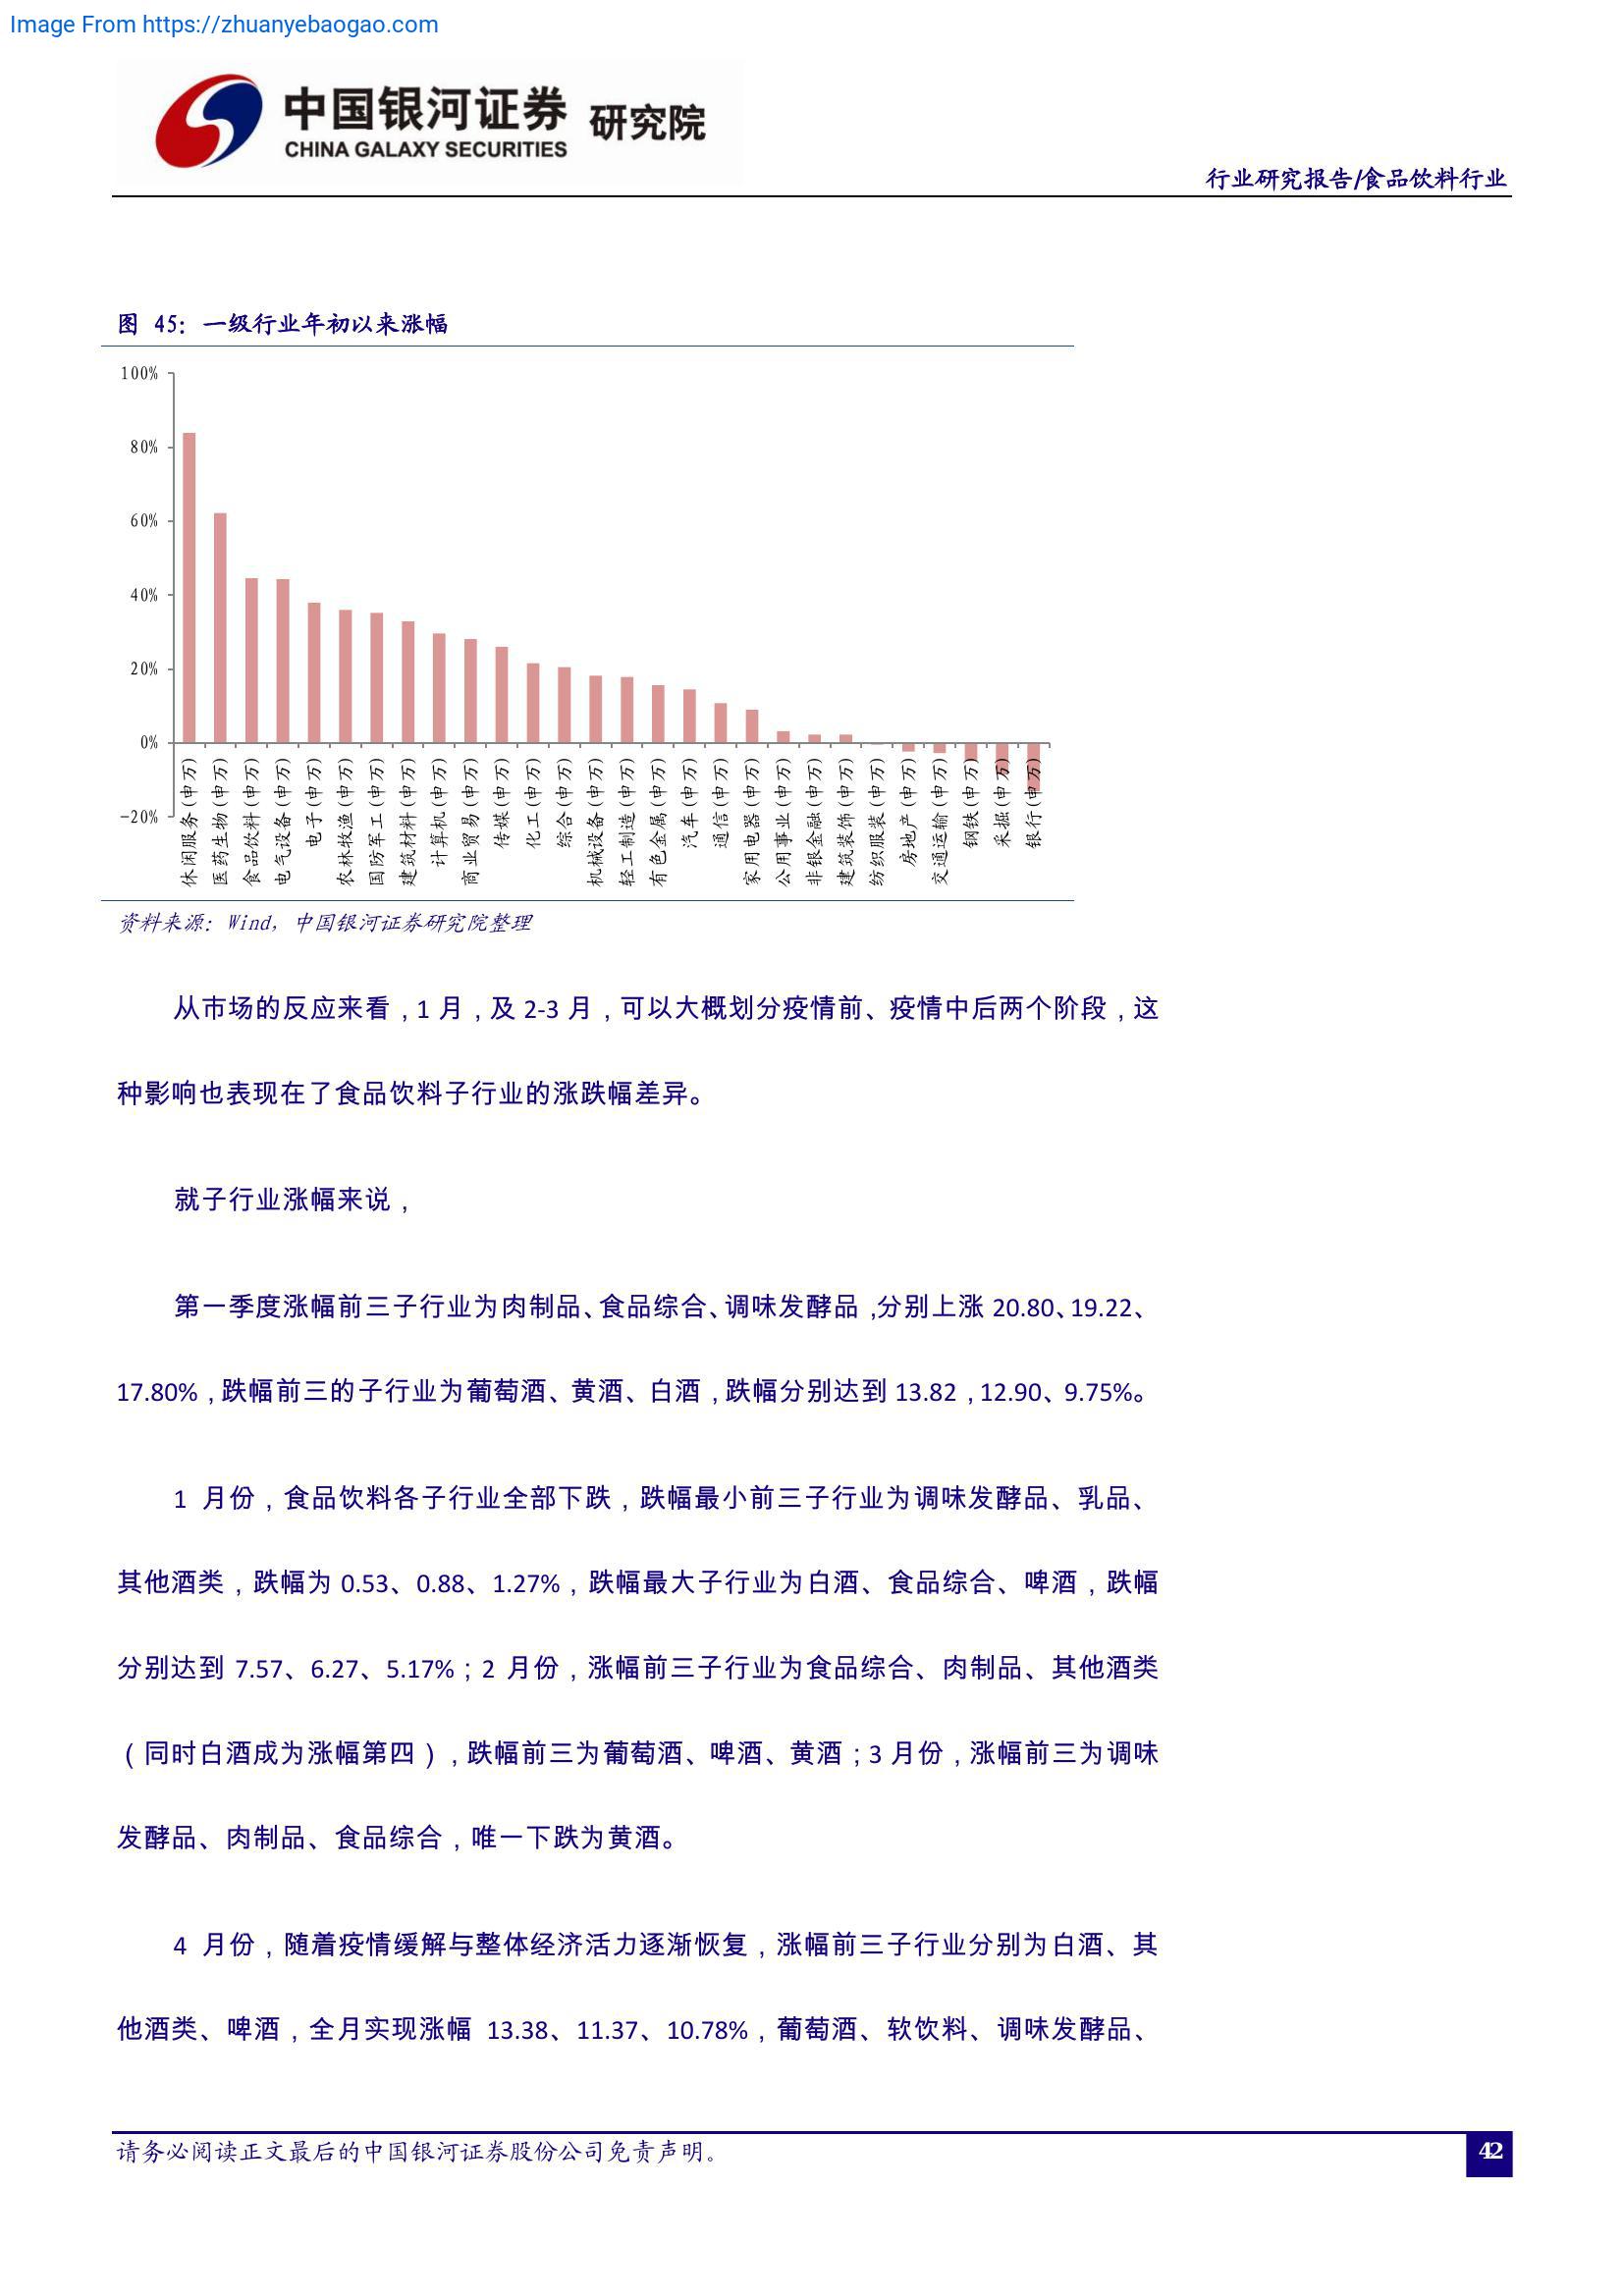 Image From https://zhuanyebaogao.com
中国银河证券 研究院
CHINA GALAXY SECURITIES
行业研究报告/食品饮料行业
图 45：一级行业年初以来涨幅
100%
80%
60%
40%
20%
0%
-20%
休闲服务(申万)
医药生物(申万)
食品饮料(申万)
电气设备(申万)
电子(申万)
农林牧渔(申万)
国防军工(申万)
建筑材料(申万)
计算机(申万)
商业贸易(申万)
传媒(申万)
化工(申万)
综合(申万)
机械设备(申万)
轻工制造(申万)
有色金属(申万)
汽车(申万)
通信(申万)
家用电器(申万)
公用事业(申万)
非银金融(申万)
建筑装饰(申万)
纺织服装(申万)
房地产(申万)
交通运输(申万)
钢铁(申万)
采掘(申万)
银行(申万)
资料来源：Wind，中国银河证券研究院整理
从市场的反应来看，1 月，及 2-3 月，可以大概划分疫情前、疫情中后两个阶段，这
种影响也表现在了食品饮料子行业的涨跌幅差异。
就子行业涨幅来说，
第一季度涨幅前三子行业为肉制品、食品综合、调味发酵品，分别上涨 20.80、19.22、
17.80%，跌幅前三的子行业为葡萄酒、黄酒、白酒，跌幅分别达到 13.82，12.90、9.75%。
1 月份，食品饮料各子行业全部下跌，跌幅最小前三子行业为调味发酵品、乳品、
其他酒类，跌幅为 0.53、0.88、1.27%，跌幅最大子行业为白酒、食品综合、啤酒，跌幅
分别达到 7.57、6.27、5.17%；2 月份，涨幅前三子行业为食品综合、肉制品、其他酒类
（同时白酒成为涨幅第四），跌幅前三为葡萄酒、啤酒、黄酒；3 月份，涨幅前三为调味
发酵品、肉制品、食品综合，唯一下跌为黄酒。
4 月份，随着疫情缓解与整体经济活力逐渐恢复，涨幅前三子行业分别为白酒、其
他酒类、啤酒，全月实现涨幅 13.38、11.37、10.78%，葡萄酒、软饮料、调味发酵品、
请务必阅读正文最后的中国银河证券股份公司免责声明。
42